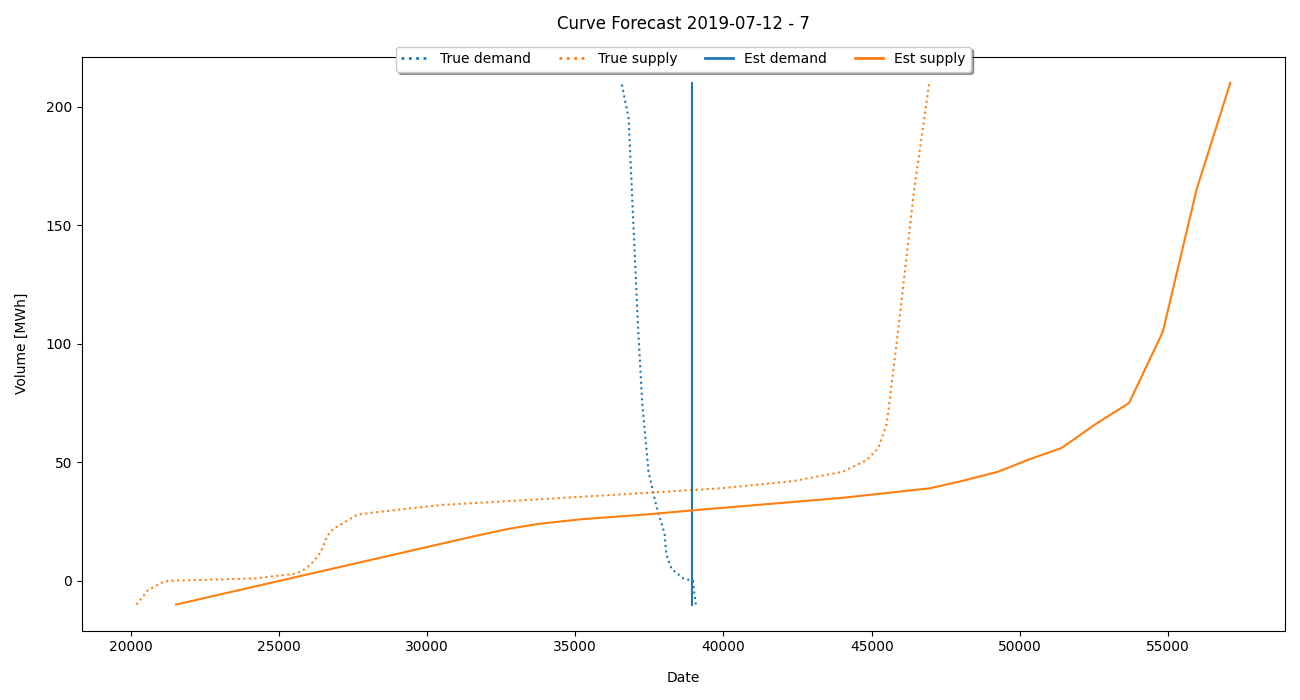 Curve Forecast 2019-07-12 - 7
True demand True supply Est demand Est supply
200
150
100
50
0
Volume [MWh]
20000 25000 30000 35000 40000 45000 50000 55000
Date